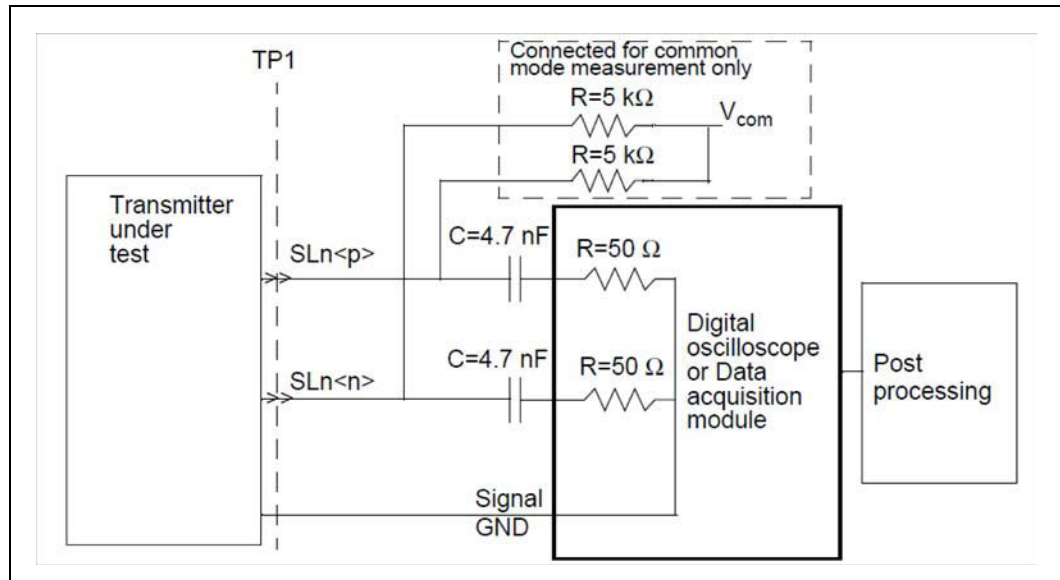 TP1
Connected for common
mode measurement only
R=5 kΩ
Vcom
R=5 kΩ
Transmitter
under
test
SLn<p>
C=4.7 nF
R=50 Ω
SLn<n>
C=4.7 nF
R=50 Ω
Digital
oscilloscope
or Data
acquisition
module
Post
processing
Signal
GND